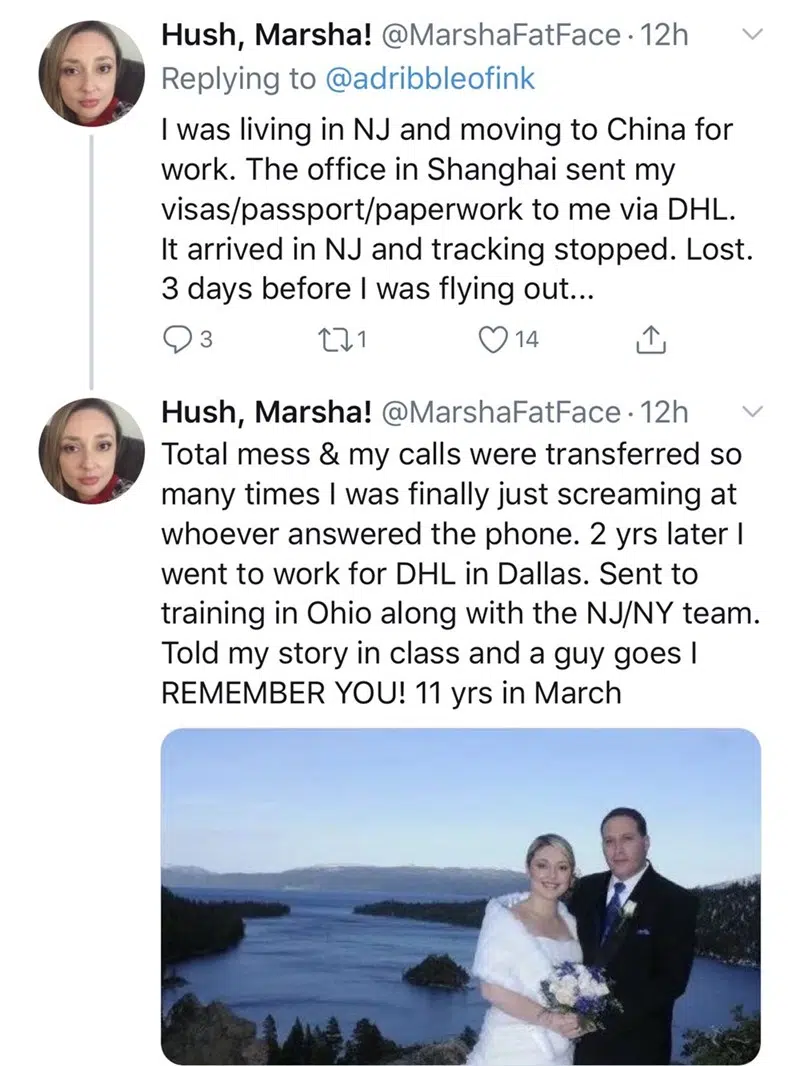 Hush, Marsha! @MarshaFatFace · 12h
Replying to @adribbleofink
I was living in NJ and moving to China for
work. The office in Shanghai sent my
visas/passport/paperwork to me via DHL.
It arrived in NJ and tracking stopped. Lost.
3 days before I was flying out...
3 1 14
Hush, Marsha! @MarshaFatFace · 12h
Total mess & my calls were transferred so
many times I was finally just screaming at
whoever answered the phone. 2 yrs later I
went to work for DHL in Dallas. Sent to
training in Ohio along with the NJ/NY team.
Told my story in class and a guy goes I
REMEMBER YOU! 11 yrs in March